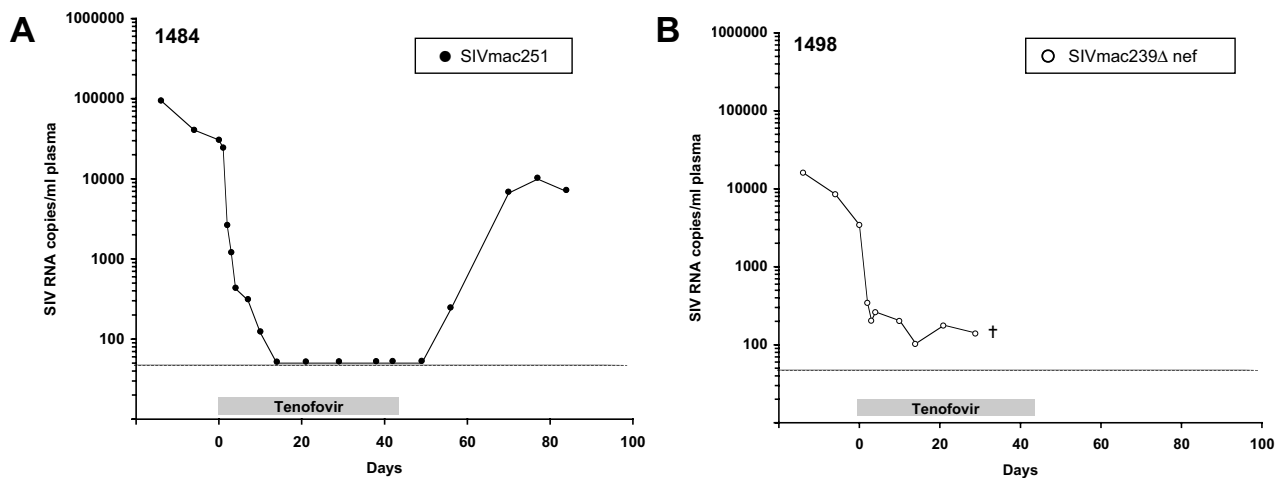 A
1484
SIVmac251
SIV RNA copies/ml plasma
1000000
100000
10000
1000
100
Tenofovir
0 20 40 60 80 100
Days
B
1498
SIVmac239Δ nef
SIV RNA copies/ml plasma
1000000
100000
10000
1000
100
†
Tenofovir
0 20 40 60 80 100
Days